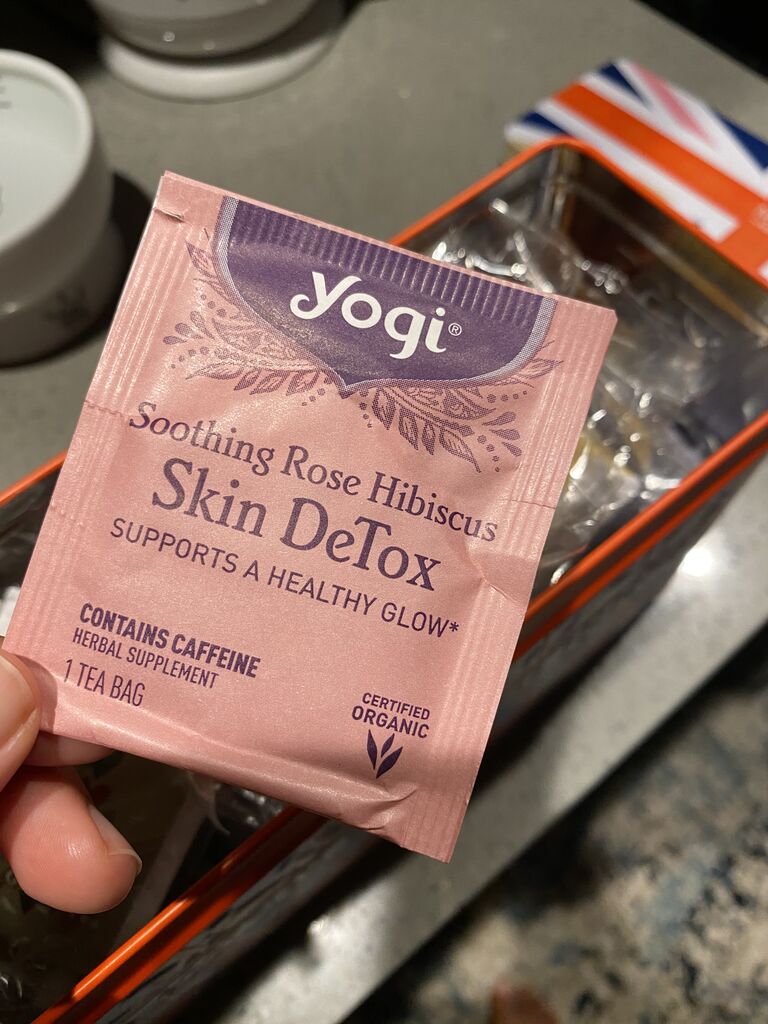 yogi®
Soothing Rose Hibiscus
Skin DeTox
SUPPORTS A HEALTHY GLOW*
CONTAINS CAFFEINE
HERBAL SUPPLEMENT
1 TEA BAG
CERTIFIED
ORGANIC